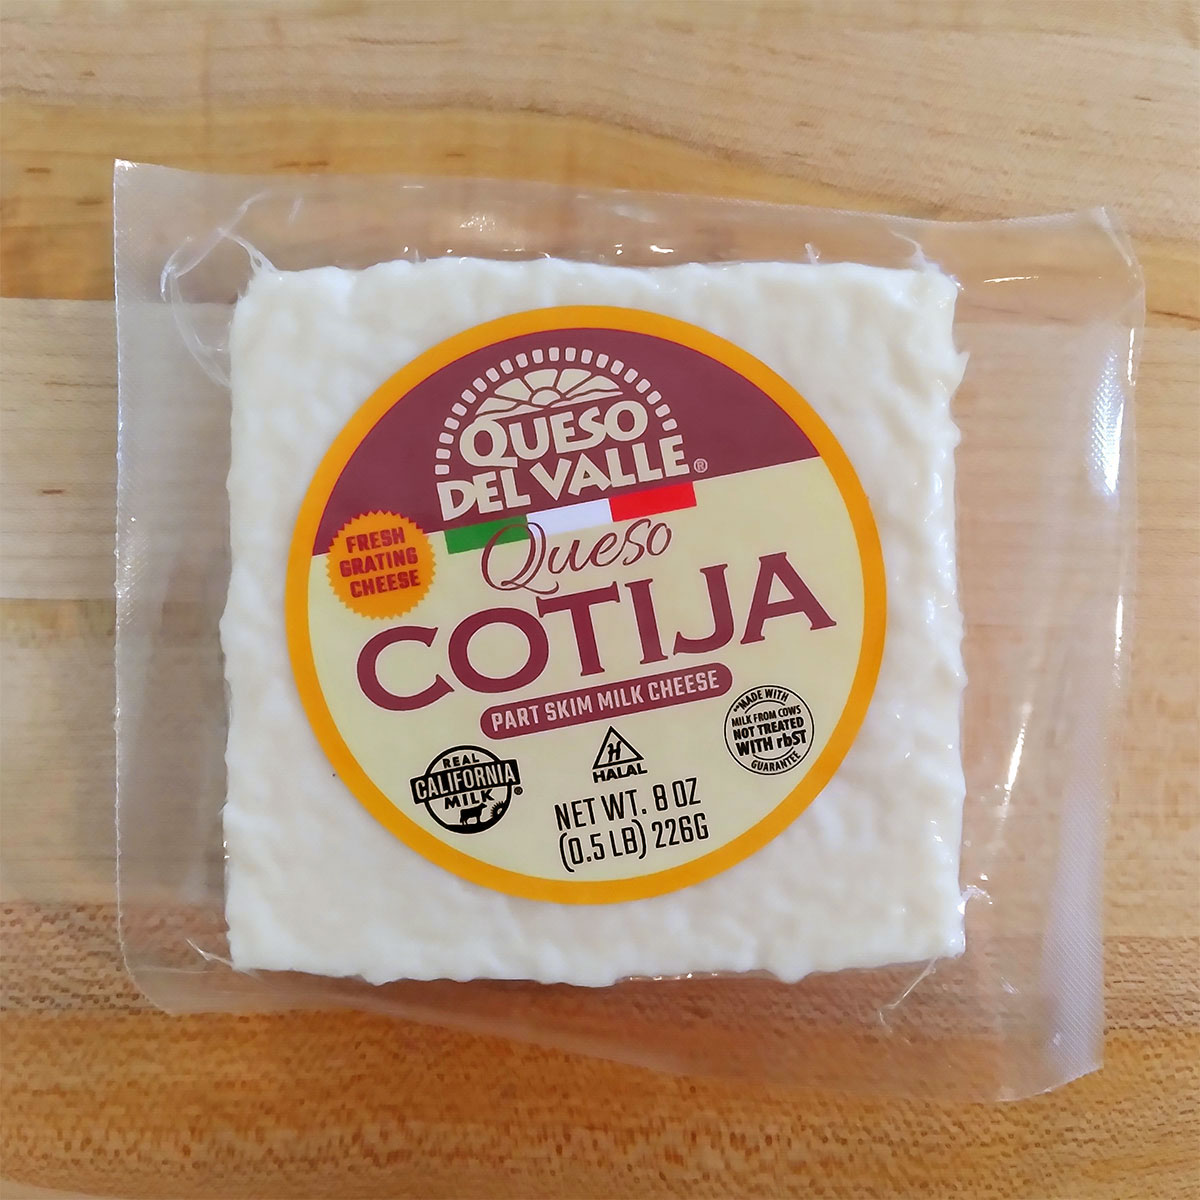 QUESO
DEL VALLE®
FRESH
GRATING
CHEESE
Queso
COTIJA
PART SKIM MILK CHEESE
REAL
CALIFORNIA
MILK®
H
HALAL
**MADE WITH
MILK FROM COWS
NOT TREATED
WITH rbST
GUARANTEE
NET WT. 8 OZ
(0.5 LB) 226G